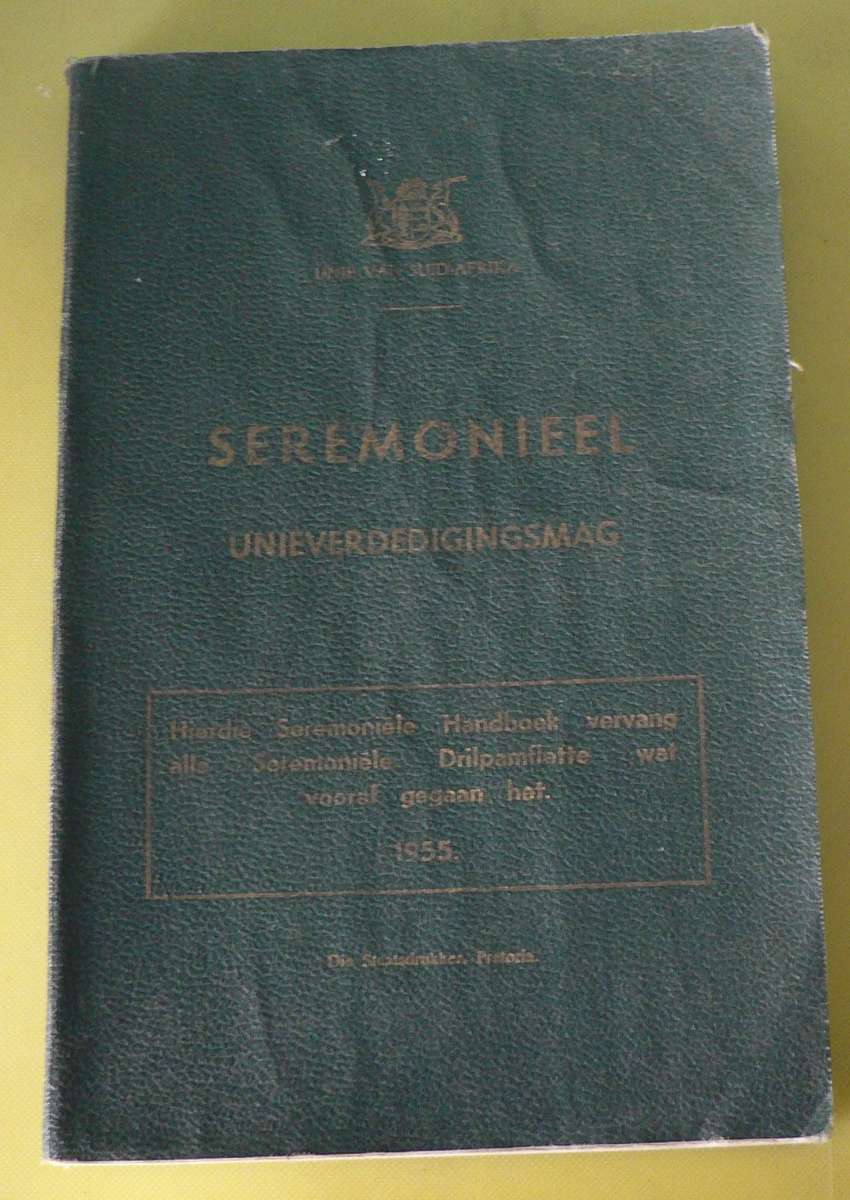 UNIE VAN SUID-AFRIKA
SEREMONIEEL
UNIEVERDEDIGINGSMAG
Hierdie Seremoniële Handboek vervang
alle Seremoniële Drilpamflette wat
vooraf gegaan het.
1955.
Die Staatsdrukker, Pretoria.